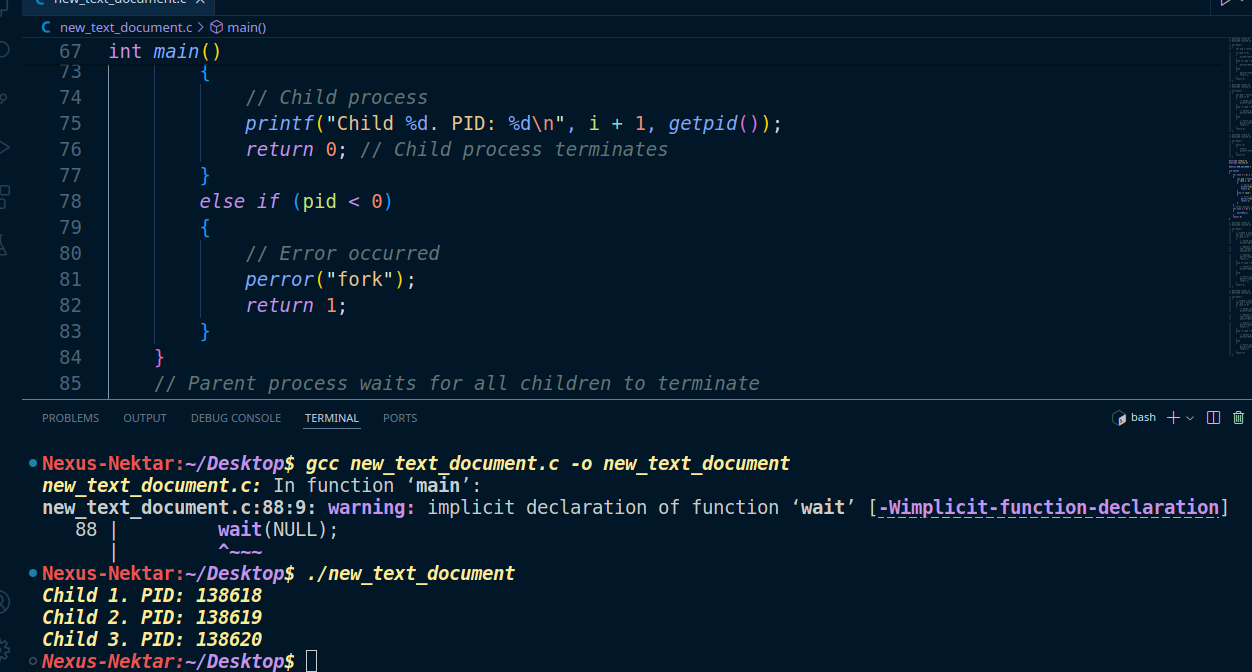 new_text_document.c
new_text_document.c > main()
67 int main()
73 {
74 // Child process
75 printf("Child %d. PID: %d\n", i + 1, getpid());
76 return 0; // Child process terminates
77 }
78 else if (pid < 0)
79 {
80 // Error occurred
81 perror("fork");
82 return 1;
83 }
84 }
85 // Parent process waits for all children to terminate
PROBLEMS OUTPUT DEBUG CONSOLE TERMINAL PORTS bash
Nexus-Nektar:~/Desktop$ gcc new_text_document.c -o new_text_document
new_text_document.c: In function ‘main’:
new_text_document.c:88:9: warning: implicit declaration of function ‘wait’ [-Wimplicit-function-declaration]
88 | wait(NULL);
| ^~~~
Nexus-Nektar:~/Desktop$ ./new_text_document
Child 1. PID: 138618
Child 2. PID: 138619
Child 3. PID: 138620
Nexus-Nektar:~/Desktop$